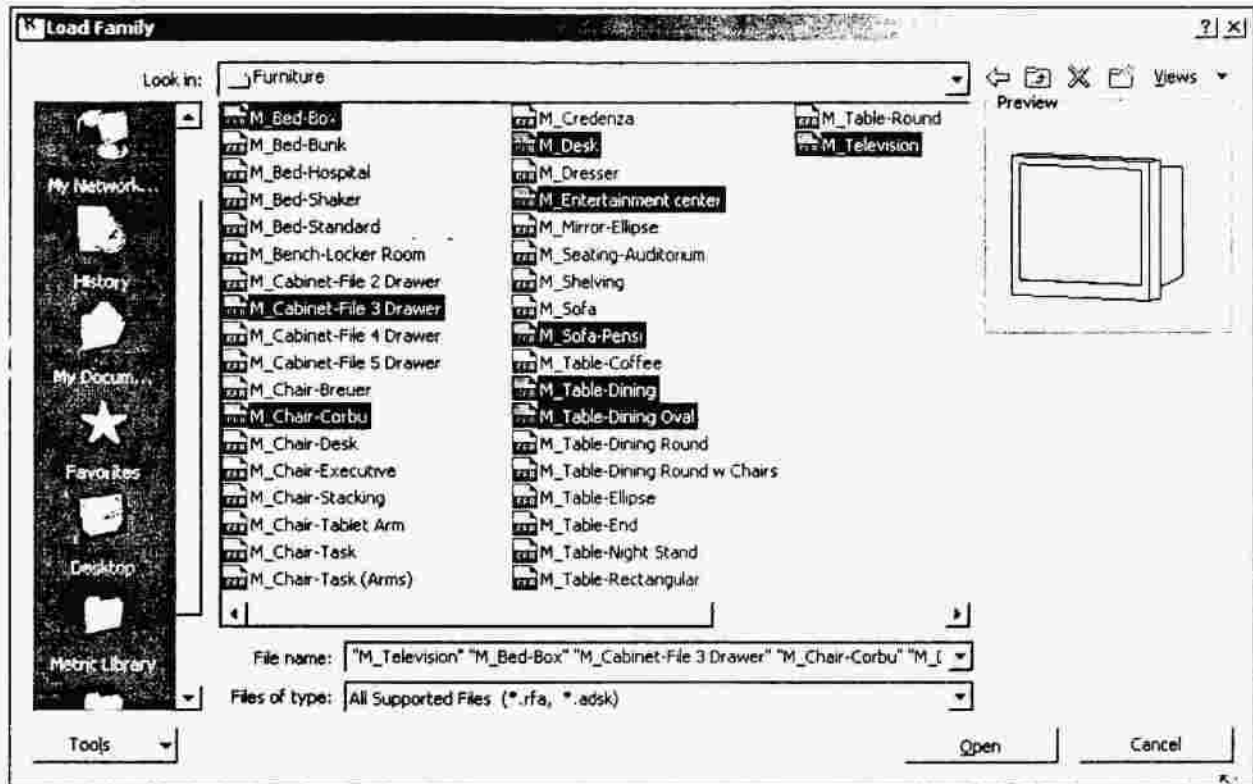 Load Family
Look in:
Furniture
Views
Preview
My Network...
History
My Docum...
Favorites
Desktop
Metric Library
M_Bed-Box
M_Bed-Bunk
M_Bed-Hospital
M_Bed-Shaker
M_Bed-Standard
M_Bench-Locker Room
M_Cabinet-File 2 Drawer
M_Cabinet-File 3 Drawer
M_Cabinet-File 4 Drawer
M_Cabinet-File 5 Drawer
M_Chair-Breuer
M_Chair-Corbu
M_Chair-Desk
M_Chair-Executive
M_Chair-Stacking
M_Chair-Tablet Arm
M_Chair-Task
M_Chair-Task (Arms)
M_Credenza
M_Desk
M_Dresser
M_Entertainment center
M_Mirror-Ellipse
M_Seating-Auditorium
M_Shelving
M_Sofa
M_Sofa-Pensi
M_Table-Coffee
M_Table-Dining
M_Table-Dining Oval
M_Table-Dining Round
M_Table-Dining Round w Chairs
M_Table-Ellipse
M_Table-End
M_Table-Night Stand
M_Table-Rectangular
M_Table-Round
M_Television
File name: "M_Television" "M_Bed-Box" "M_Cabinet-File 3 Drawer" "M_Chair-Corbu" "M_[
Files of type: All Supported Files (*.rfa, *.adsk)
Tools
Open
Cancel